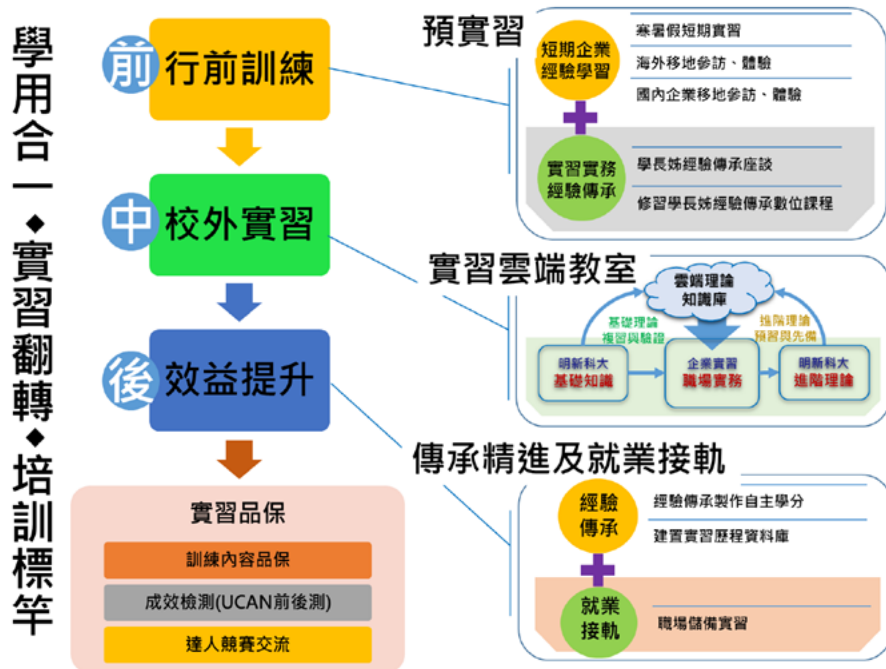 學用合一◆實習翻轉◆培訓標竿
前
行前訓練
中
校外實習
後
效益提升
實習品保
訓練內容品保
成效檢測(UCAN前後測)
達人競賽交流
預實習
短期企業
經驗學習
寒暑假短期實習
海外移地參訪、體驗
國內企業移地參訪、體驗
實習實務
經驗傳承
學長姊經驗傳承座談
修習學長姊經驗傳承數位課程
實習雲端教室
雲端理論
知識庫
基礎理論
複習與驗證
進階理論
預習與先備
明新科大
基礎知識
企業實習
職場實務
明新科大
進階理論
傳承精進及就業接軌
經驗
傳承
經驗傳承製作自主學分
建置實習歷程資料庫
就業
接軌
職場儲備實習